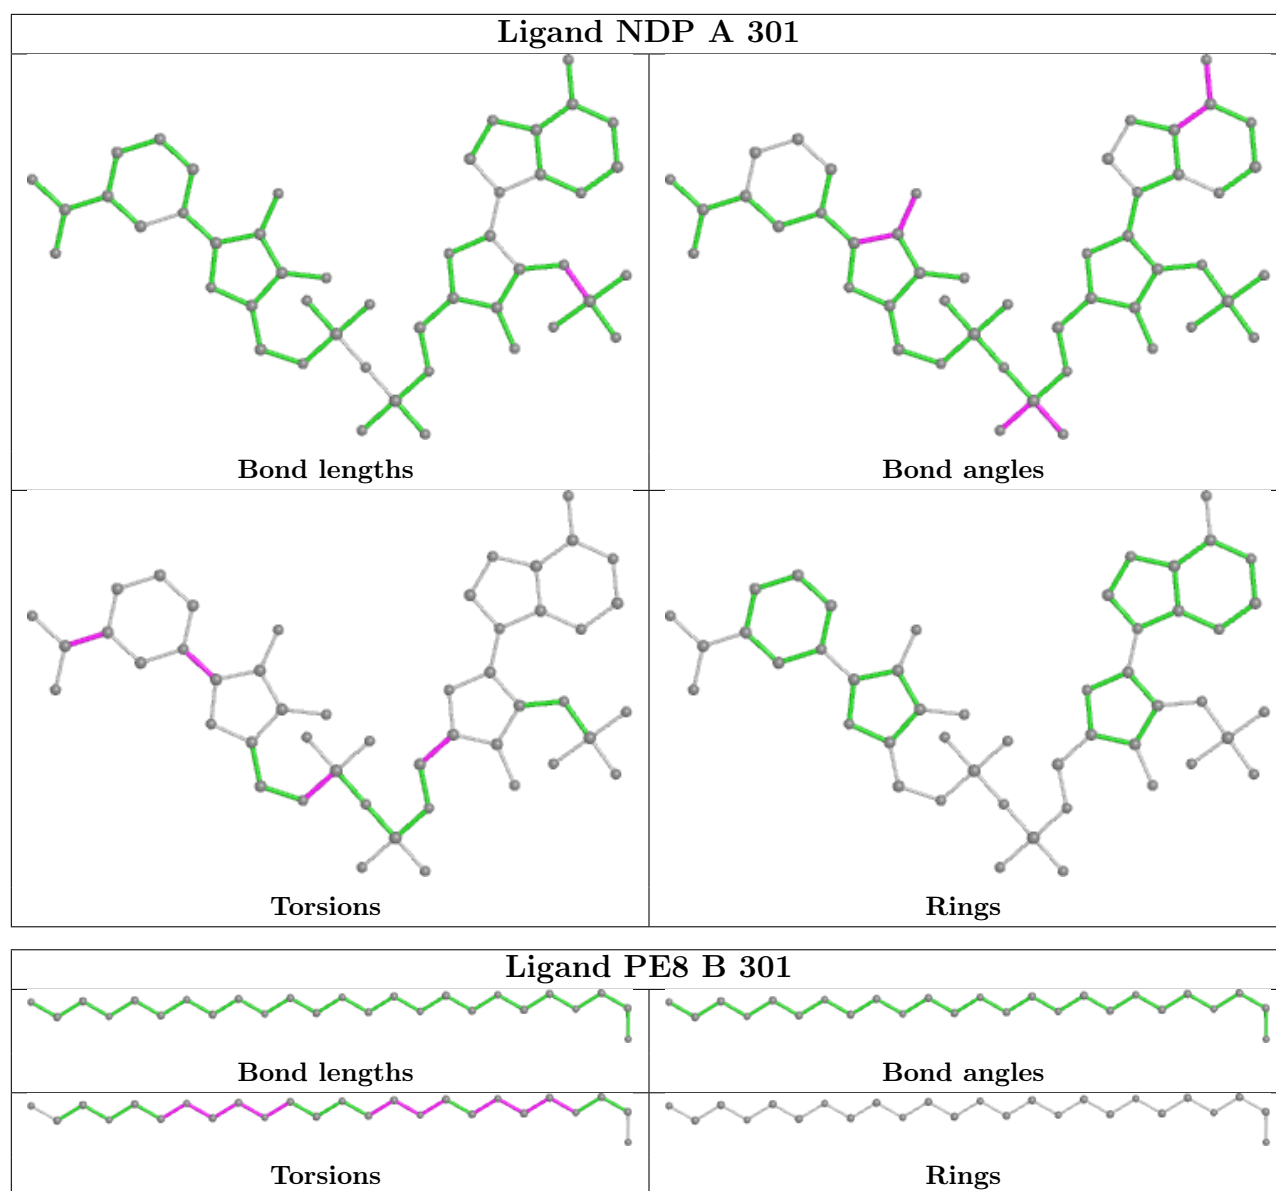 Ligand NDP A 301
Bond lengths
Bond angles
Torsions
Rings
Ligand PE8 B 301
Bond lengths
Bond angles
Torsions
Rings